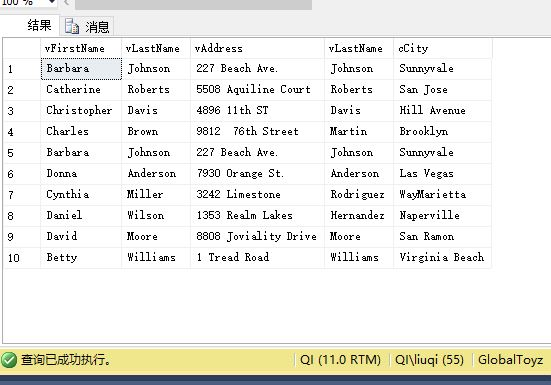 100 %
结果 消息
vFirstName vLastName vAddress vLastName cCity
1 Barbara Johnson 227 Beach Ave. Johnson Sunnyvale
2 Catherine Roberts 5508 Aquiline Court Roberts San Jose
3 Christopher Davis 4896 11th ST Davis Hill Avenue
4 Charles Brown 9812 76th Street Martin Brooklyn
5 Barbara Johnson 227 Beach Ave. Johnson Sunnyvale
6 Donna Anderson 7930 Orange St. Anderson Las Vegas
7 Cynthia Miller 3242 Limestone Rodriguez WayMarietta
8 Daniel Wilson 1353 Realm Lakes Hernandez Naperville
9 David Moore 8808 Joviality Drive Moore San Ramon
10 Betty Williams 1 Tread Road Williams Virginia Beach
查询已成功执行。 QI (11.0 RTM) QI\liuqi (55) GlobalToyz